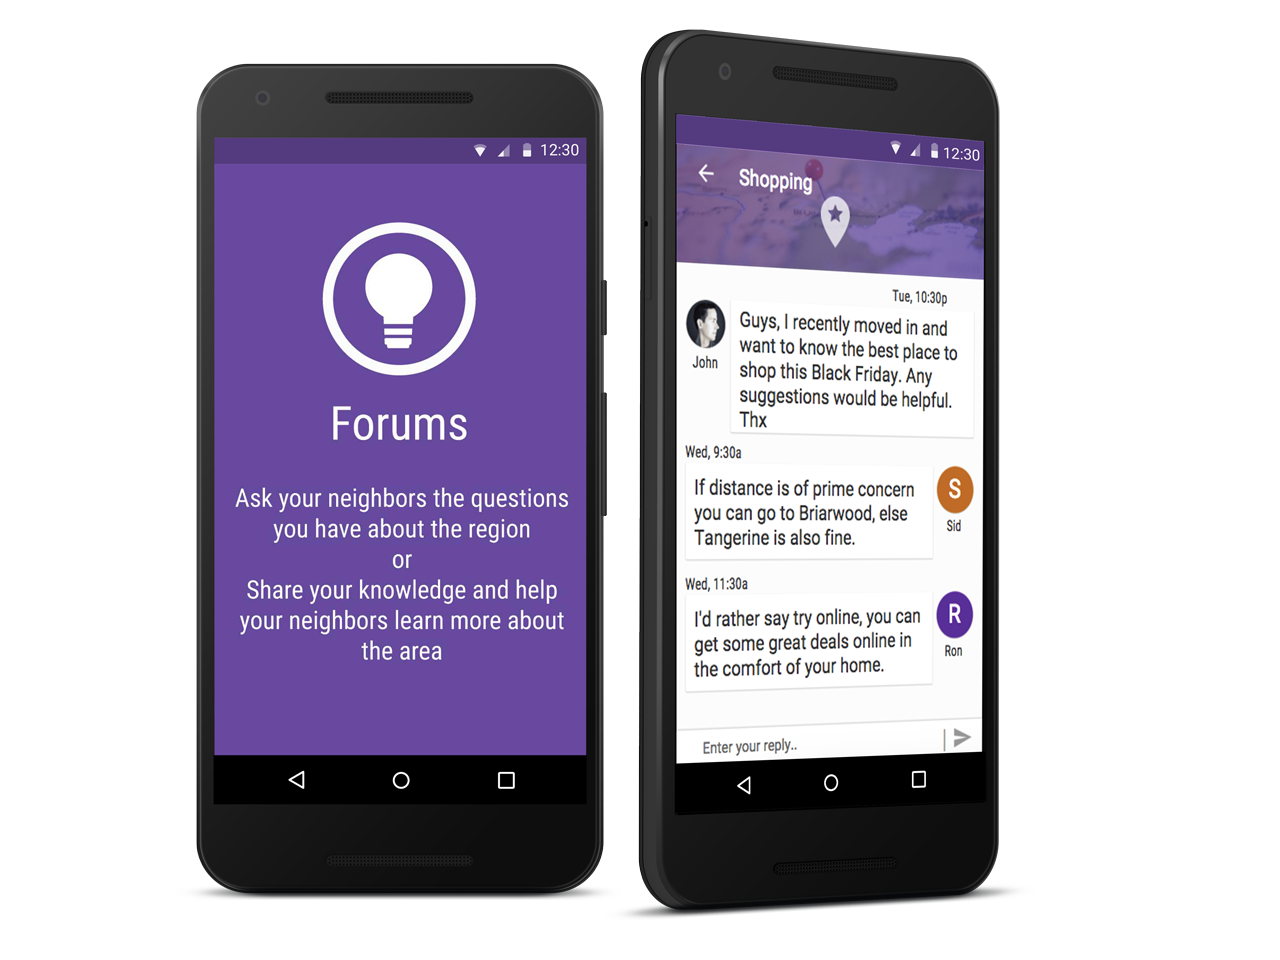 12:30
Forums
Ask your neighbors the questions
you have about the region
or
Share your knowledge and help
your neighbors learn more about
the area
12:30
Shopping
Tue, 10:30p
Guys, I recently moved in and
want to know the best place to
shop this Black Friday. Any
suggestions would be helpful.
Thx
John
Wed, 9:30a
If distance is of prime concern
you can go to Briarwood, else
Tangerine is also fine.
S
Sid
Wed, 11:30a
I'd rather say try online, you can
get some great deals online in
the comfort of your home.
R
Ron
Enter your reply..